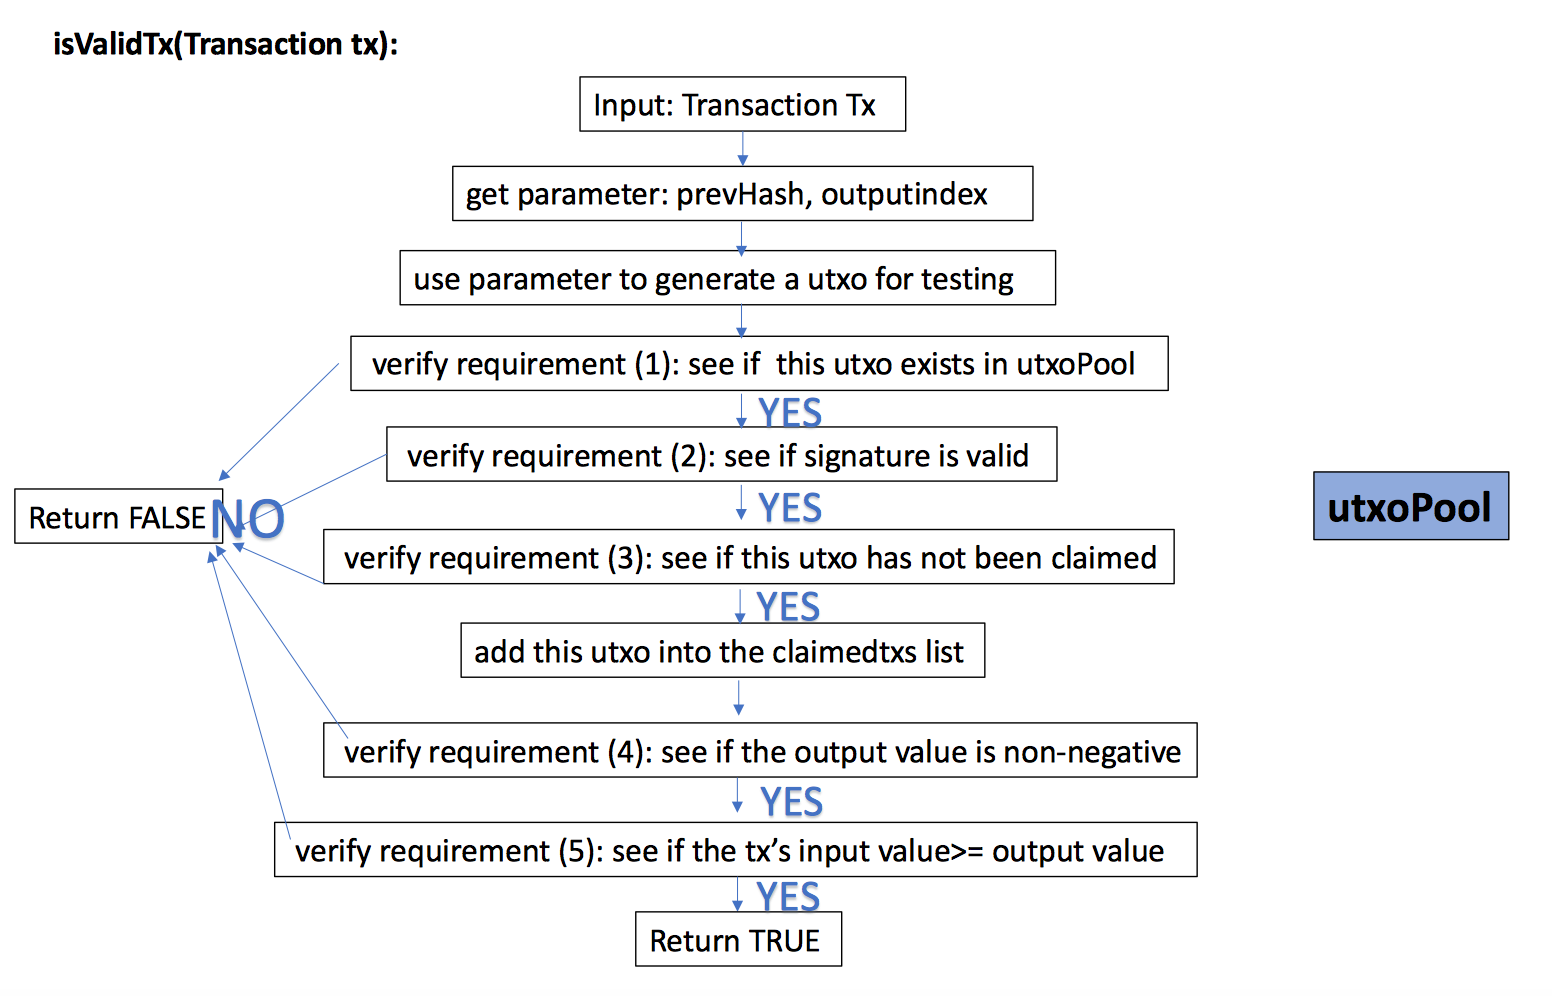 isValidTx(Transaction tx):
Input: Transaction Tx
get parameter: prevHash, outputindex
use parameter to generate a utxo for testing
verify requirement (1): see if  this utxo exists in utxoPool
YES
verify requirement (2): see if signature is valid
YES
Return FALSE
NO
utxoPool
verify requirement (3): see if this utxo has not been claimed
YES
add this utxo into the claimedtxs list
verify requirement (4): see if the output value is non-negative
YES
verify requirement (5): see if the tx’s input value>= output value
YES
Return TRUE